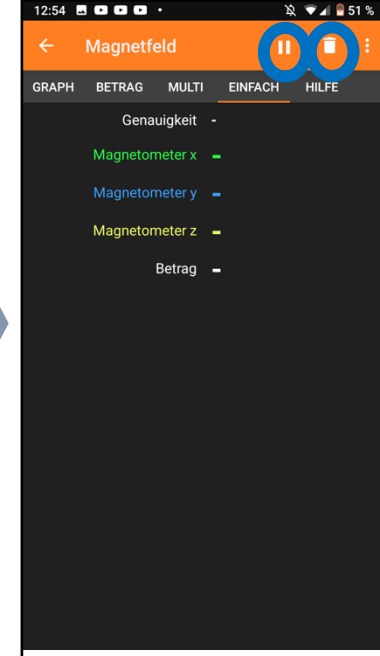 12:54 51 %
Magnetfeld
GRAPH BETRAG MULTI EINFACH HILFE
Genauigkeit -
Magnetometer x -
Magnetometer y -
Magnetometer z -
Betrag -